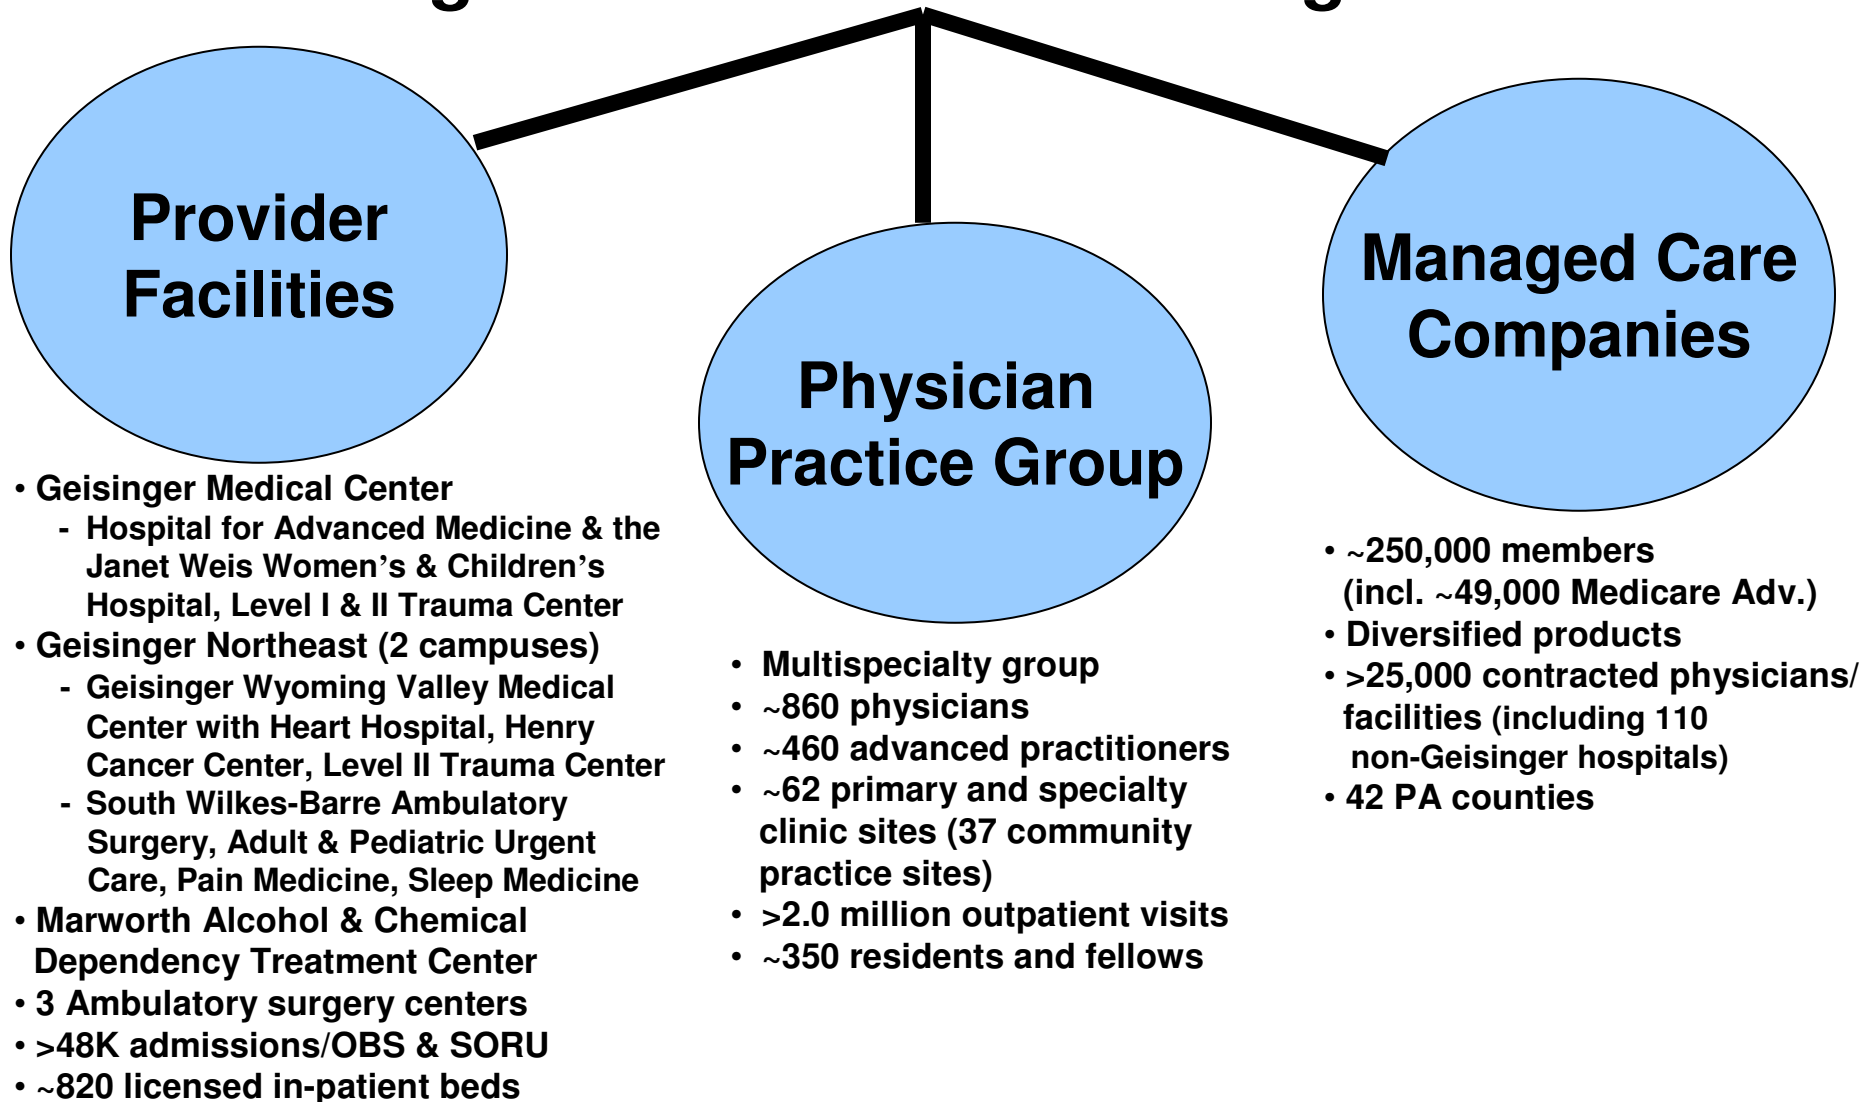 Provider
Facilities
• Geisinger Medical Center
- Hospital for Advanced Medicine & the
Janet Weis Women’s & Children’s
Hospital, Level I & II Trauma Center
• Geisinger Northeast (2 campuses)
- Geisinger Wyoming Valley Medical
Center with Heart Hospital, Henry
Cancer Center, Level II Trauma Center
- South Wilkes-Barre Ambulatory
Surgery, Adult & Pediatric Urgent
Care, Pain Medicine, Sleep Medicine
• Marworth Alcohol & Chemical
Dependency Treatment Center
• 3 Ambulatory surgery centers
• >48K admissions/OBS & SORU
• ~820 licensed in-patient beds
Physician
Practice Group
• Multispecialty group
• ~860 physicians
• ~460 advanced practitioners
• ~62 primary and specialty
clinic sites (37 community
practice sites)
• >2.0 million outpatient visits
• ~350 residents and fellows
Managed Care
Companies
• ~250,000 members
(incl. ~49,000 Medicare Adv.)
• Diversified products
• >25,000 contracted physicians/
facilities (including 110
non-Geisinger hospitals)
• 42 PA counties